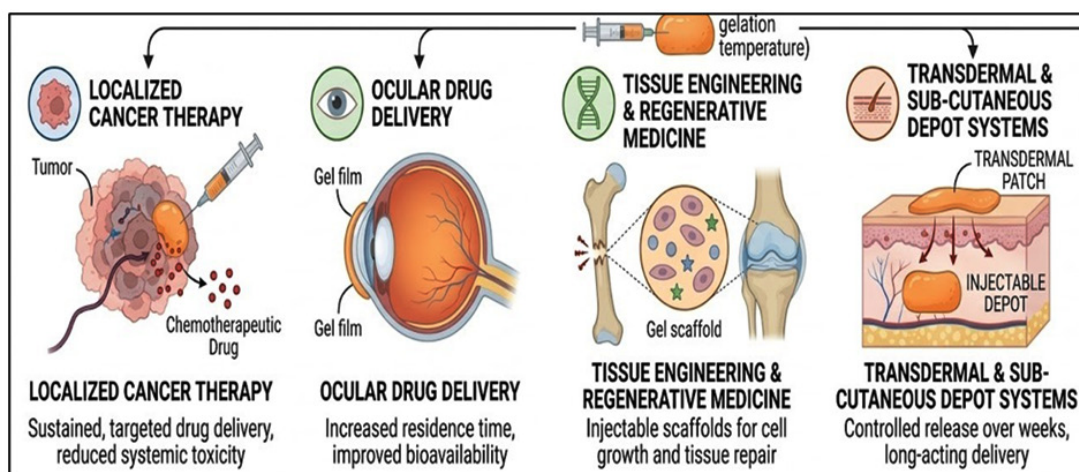 gelation
temperature)
LOCALIZED
CANCER THERAPY
Tumor
Chemotherapeutic
Drug
LOCALIZED CANCER THERAPY
Sustained, targeted drug delivery,
reduced systemic toxicity
OCULAR DRUG
DELIVERY
Gel film
Gel film
OCULAR DRUG DELIVERY
Increased residence time,
improved bioavailability
TISSUE ENGINEERING
& REGENERATIVE
MEDICINE
Gel scaffold
TISSUE ENGINEERING &
REGENERATIVE MEDICINE
Injectable scaffolds for cell
growth and tissue repair
TRANSDERMAL &
SUB-CUTANEOUS
DEPOT SYSTEMS
TRANSDERMAL
PATCH
INJECTABLE
DEPOT
TRANSDERMAL & SUB-
CUTANEOUS DEPOT SYSTEMS
Controlled release over weeks,
long-acting delivery